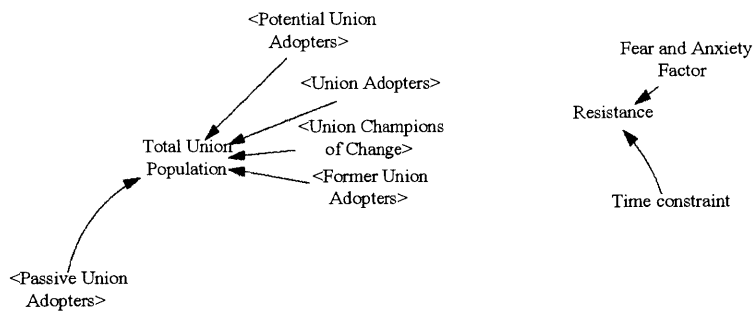 <Potential Union
Adopters>
<Union Adopters>
<Union Champions
of Change>
<Former Union
Adopters>
Total Union
Population
<Passive Union
Adopters>
Fear and Anxiety
Factor
Resistance
Time constraint